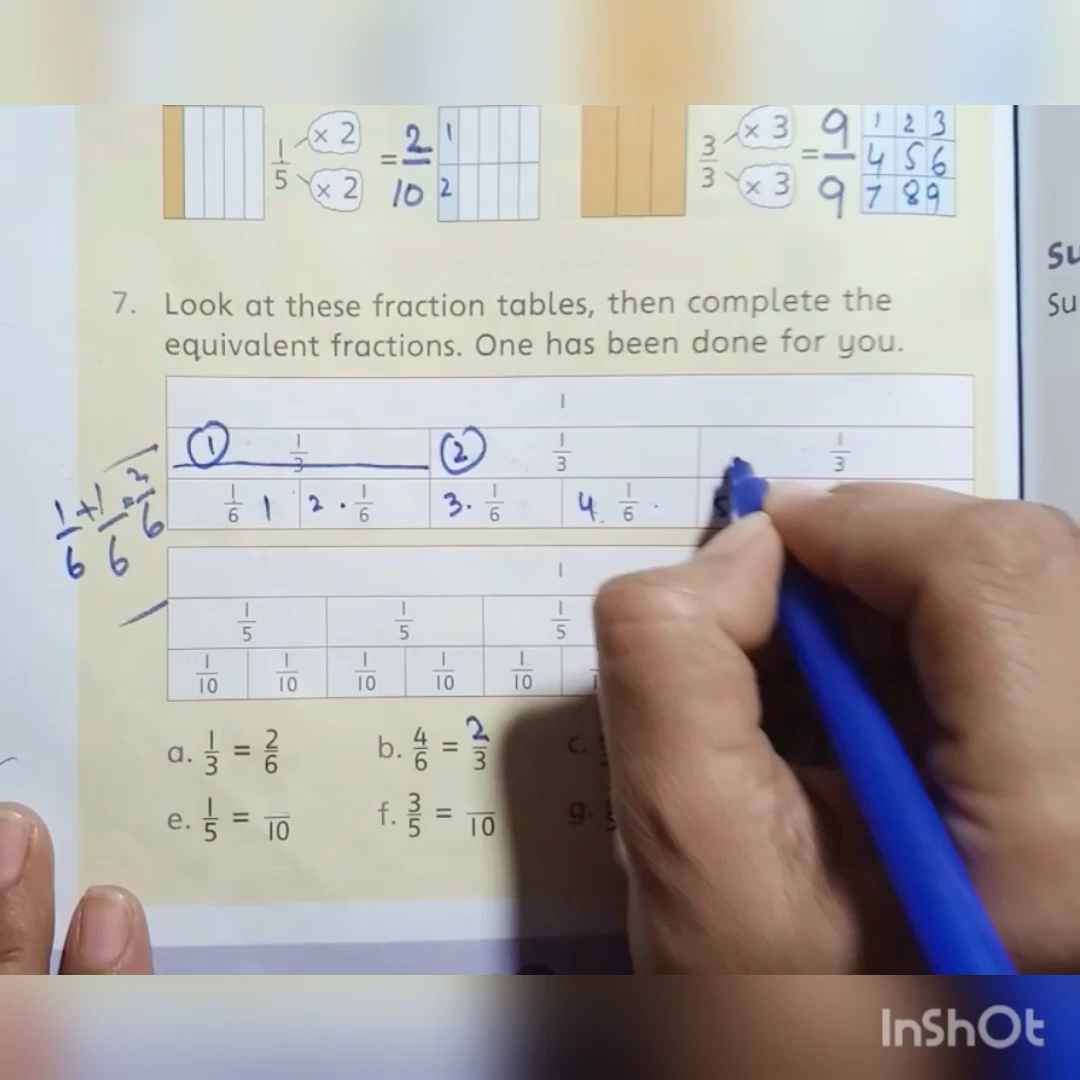 1/5 × 2 × 2 = 2/10 1 2
3/3 × 3 × 3 = 9/9 1 2 3 4 5 6 7 8 9
Su
Su
7. Look at these fraction tables, then complete the
equivalent fractions. One has been done for you.
1
① 1/3 ② 1/3 1/3
1/6 1 2 . 1/6 3. 1/6 4. 1/6 . 5
1/6 + 1/6 = 2/6
1
1/5 1/5 1/5
1/10 1/10 1/10 1/10 1/10
a. 1/3 = 2/6 b. 4/6 = 2/3 c.
e. 1/5 = /10 f. 3/5 = /10 g.
InShOt